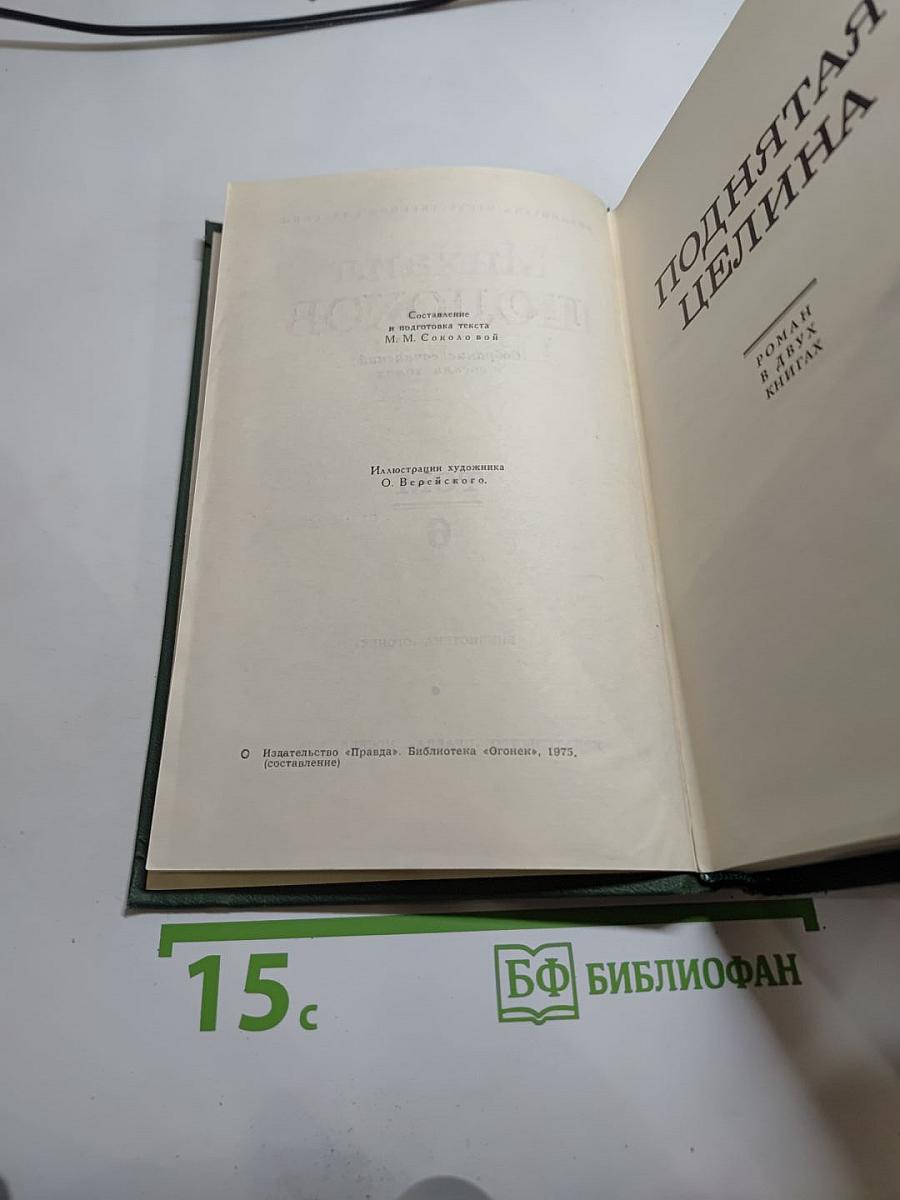 Составление
и подготовка текста
М. М. Соколовой
Иллюстрации художника
О. Верейского.
© Издательство «Правда». Библиотека «Огонек», 1975.
(составление)
ПОДНЯТАЯ
ЦЕЛИНА
РОМАН
В ДВУХ
КНИГАХ
15 с
БФ БИБЛИОФАН